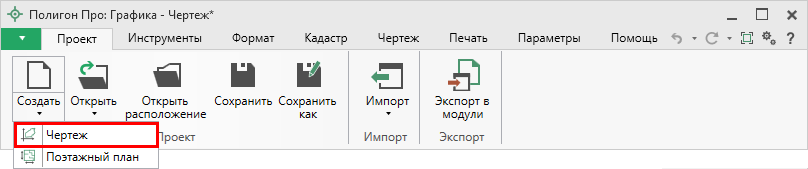 Полигон Про: Графика - Чертеж*
Проект Инструменты Формат Кадастр Чертеж Печать Параметры Помощь ?
Создать Открыть Открыть расположение Сохранить Сохранить как Импорт Экспорт в модули
Чертеж
Проект Импорт Экспорт
Поэтажный план